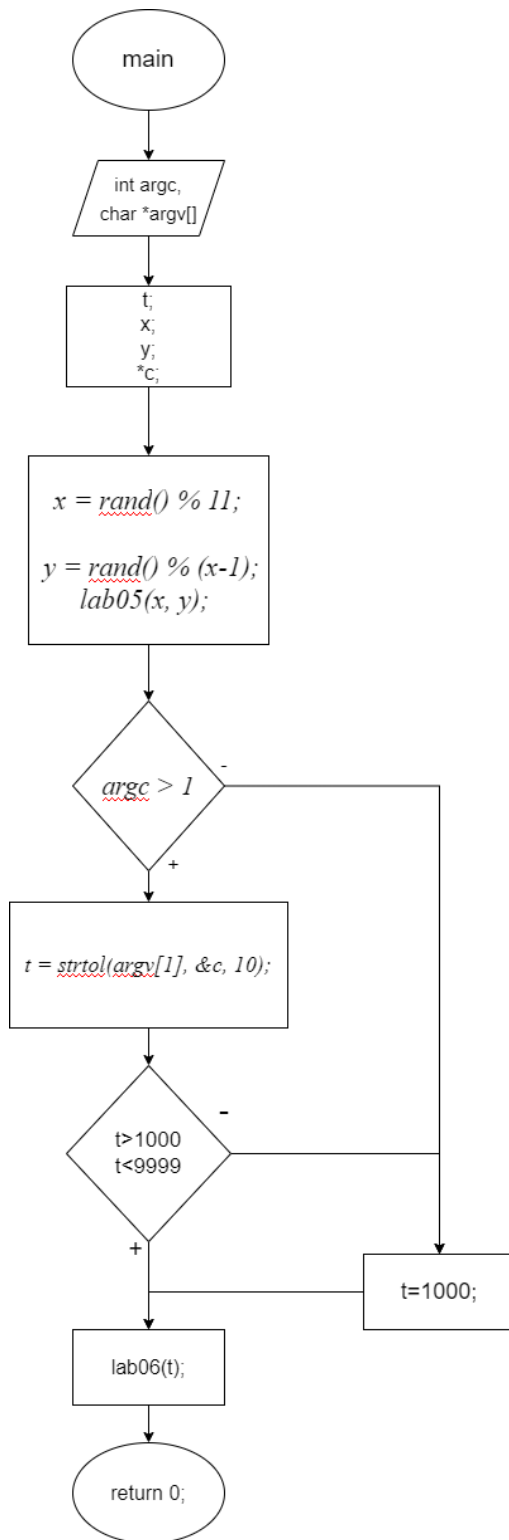 main
int argc,
char *argv[]
t;
x;
y;
*c;
x = rand() % 11;
y = rand() % (x-1);
lab05(x, y);
argc > 1
-
+
t = strtol(argv[1], &c, 10);
t>1000
t<9999
-
+
t=1000;
lab06(t);
return 0;